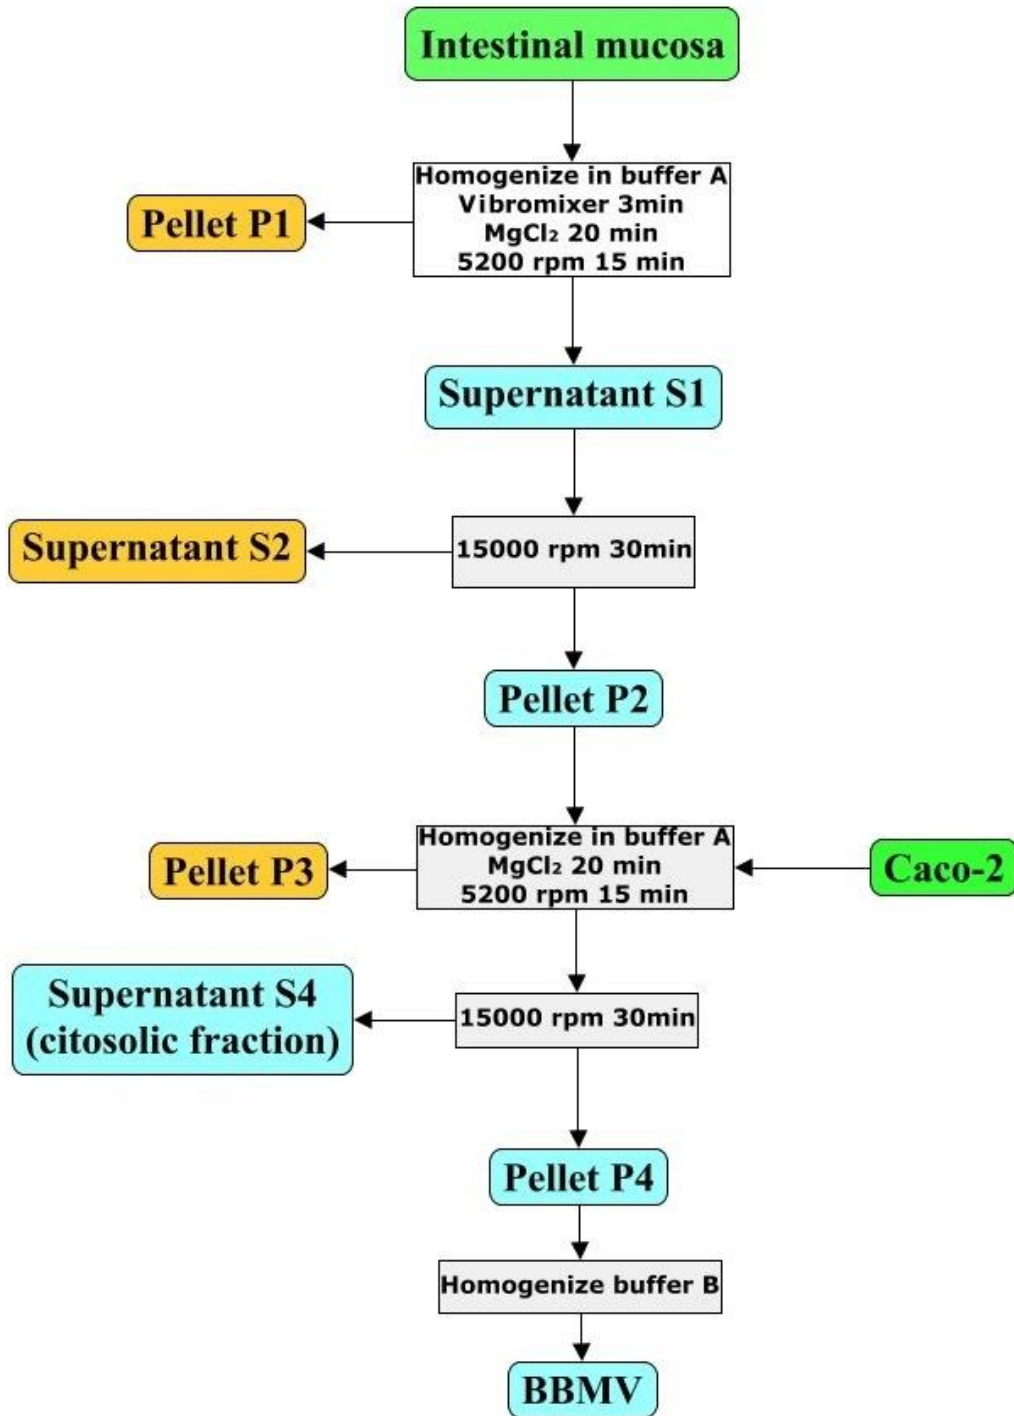 Intestinal mucosa
Homogenize in buffer A
Vibromixer 3min
MgCl₂ 20 min
5200 rpm 15 min
Pellet P1
Supernatant S1
15000 rpm 30min
Supernatant S2
Pellet P2
Homogenize in buffer A
MgCl₂ 20 min
5200 rpm 15 min
Pellet P3
Caco-2
15000 rpm 30min
Supernatant S4
(citosolic fraction)
Pellet P4
Homogenize buffer B
BBMV